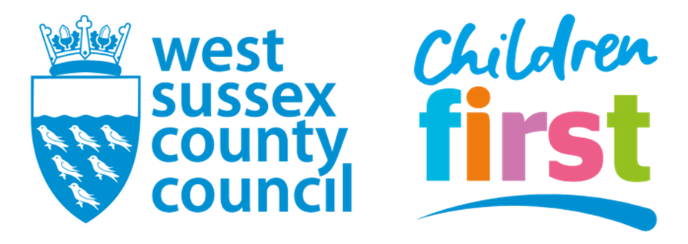 west
sussex
county
council
Children
first